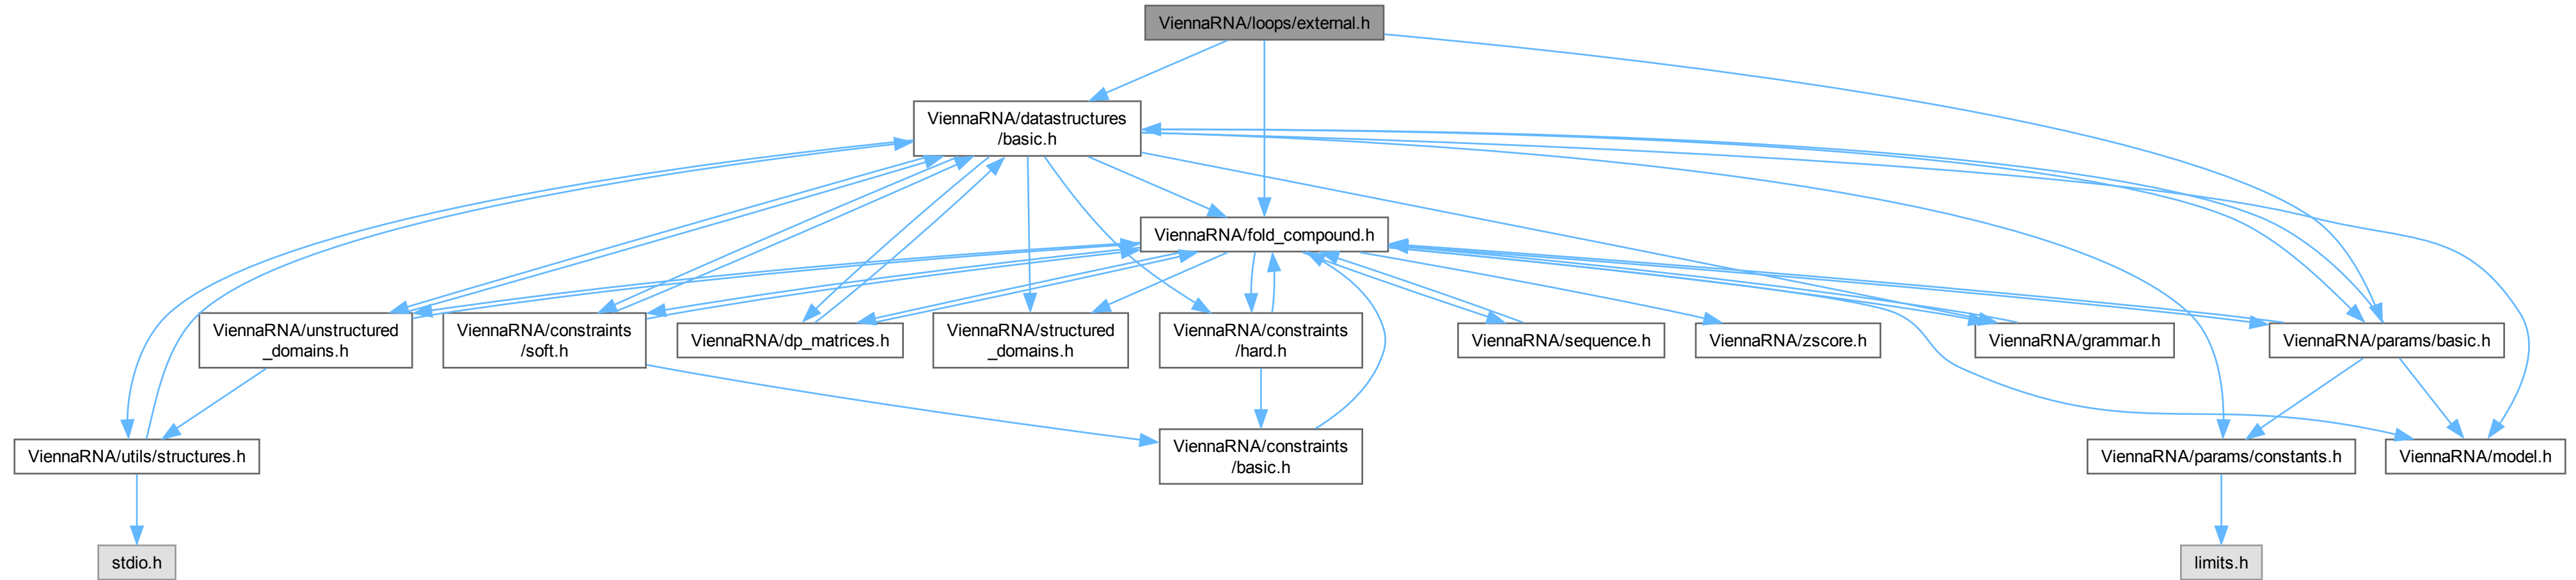 ViennaRNA/loops/external.h
ViennaRNA/datastructures
/basic.h
ViennaRNA/fold_compound.h
ViennaRNA/unstructured
_domains.h
ViennaRNA/constraints
/soft.h
ViennaRNA/dp_matrices.h
ViennaRNA/structured
_domains.h
ViennaRNA/constraints
/hard.h
ViennaRNA/sequence.h
ViennaRNA/zscore.h
ViennaRNA/grammar.h
ViennaRNA/params/basic.h
ViennaRNA/utils/structures.h
ViennaRNA/constraints
/basic.h
ViennaRNA/params/constants.h
ViennaRNA/model.h
stdio.h
limits.h